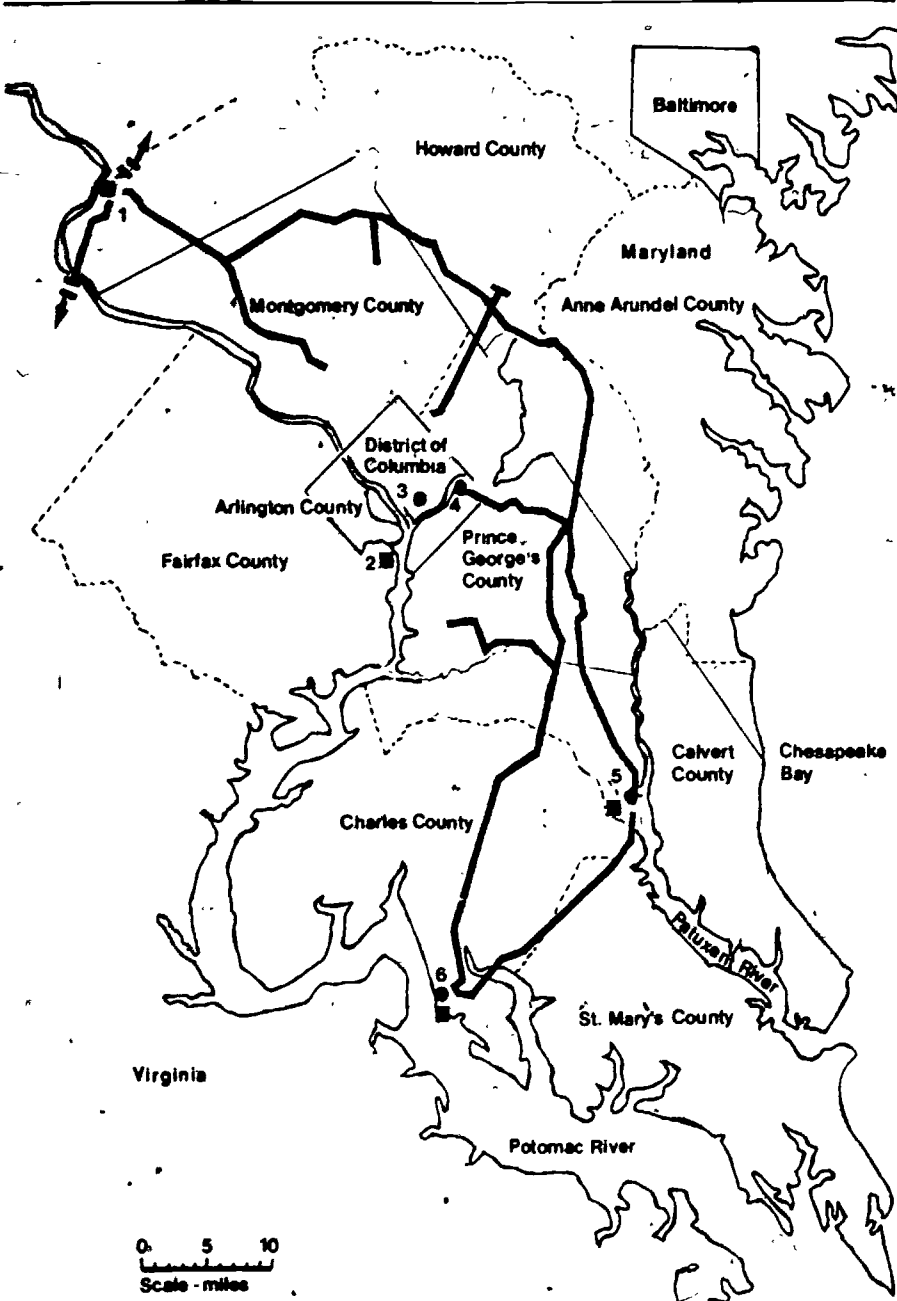 Baltimore
Howard County
1
Maryland
Anne Arundel County
Montgomery County
District of
Columbia
3
4
Arlington County
2
Fairfax County
Prince
George's
County
5
Calvert
County
Chesapeake
Bay
Charles County
Patuxent River
6
St. Mary's County
Virginia
Potomac River
0 5 10
Scale - miles